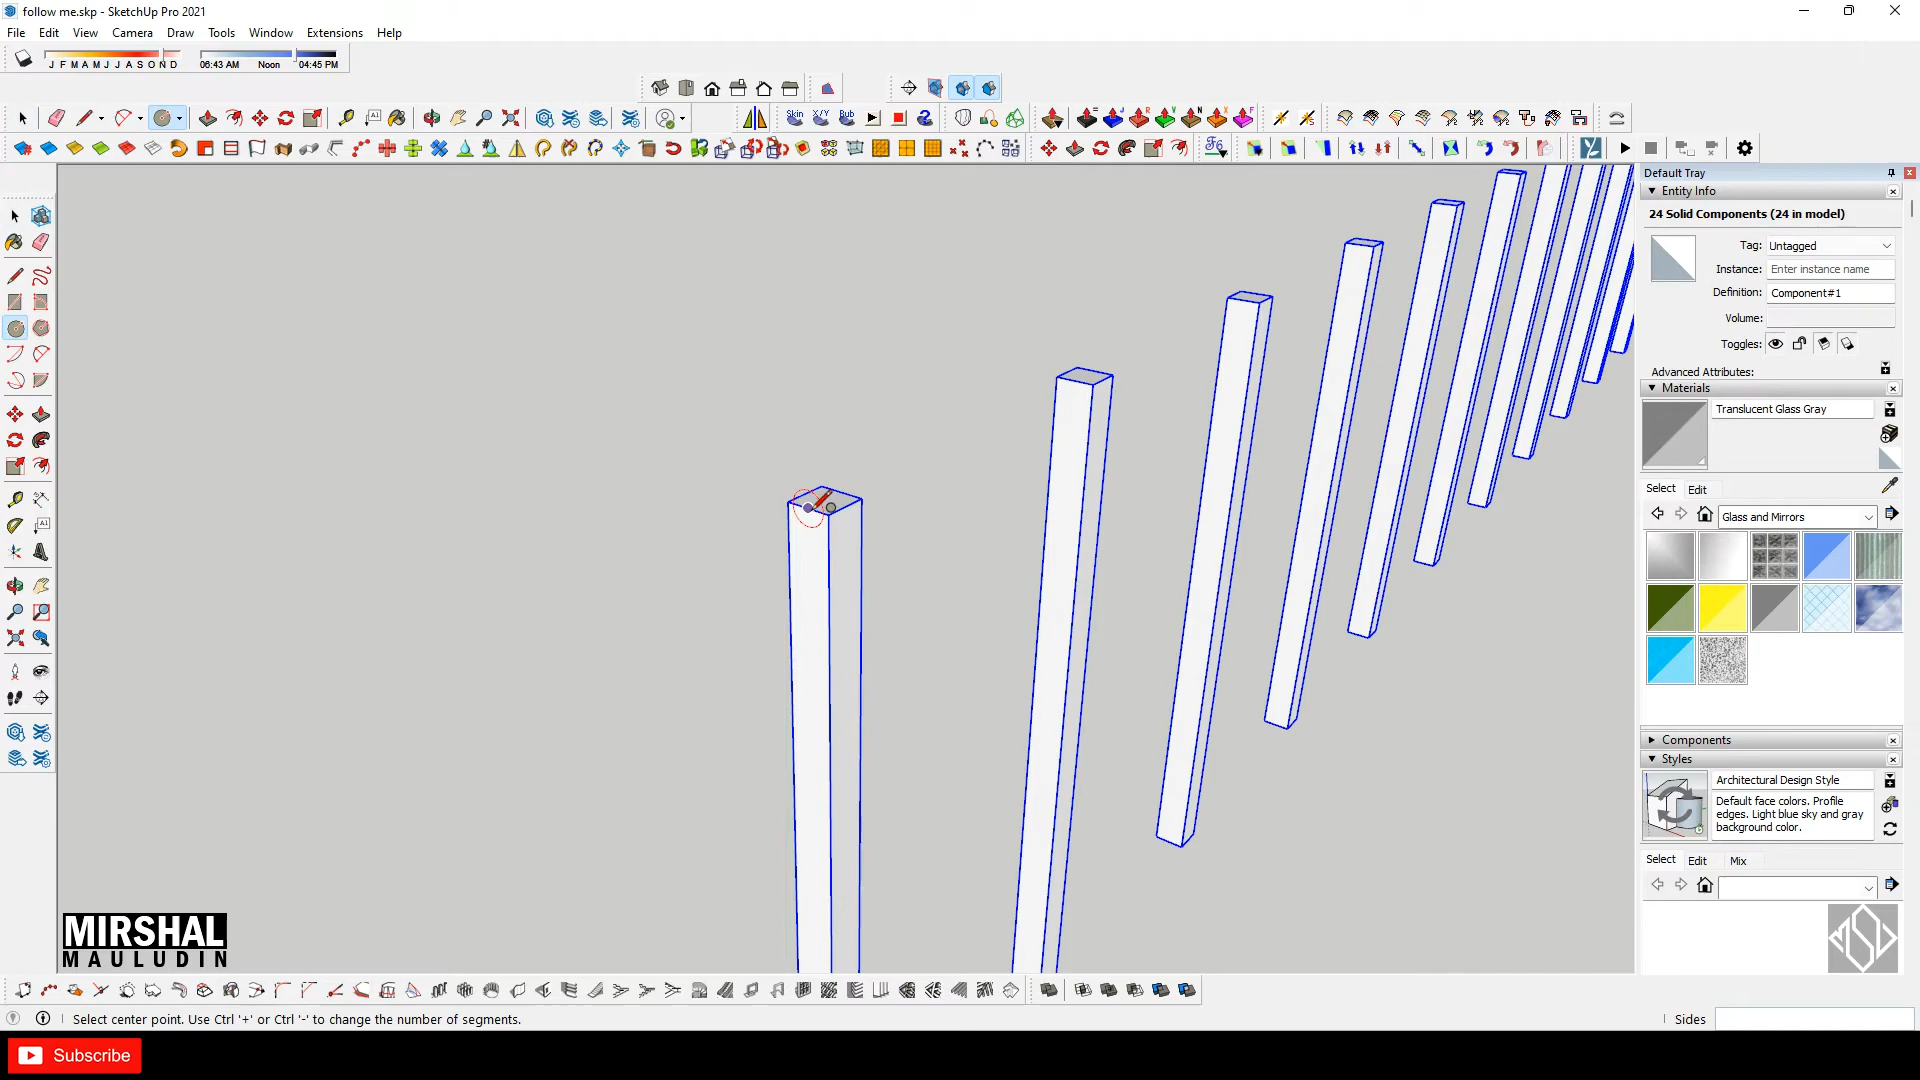 follow me.skp - SketchUp Pro 2021
File Edit View Camera Draw Tools Window Extensions Help
J F M A M J J A S O N D 06:43 AM Noon 04:45 PM
Skin X/Y Bub
Default Tray
Entity Info
24 Solid Components (24 in model)
Tag: Untagged
Instance: Enter instance name
Definition: Component#1
Volume:
Toggles:
Advanced Attributes:
Materials
Translucent Glass Gray
Select Edit
Glass and Mirrors
Components
Styles
Architectural Design Style
Default face colors. Profile
edges. Light blue sky and gray
background color.
Select Edit Mix
MIRSHAL
MAULUDIN
Select center point. Use Ctrl '+' or Ctrl '-' to change the number of segments.
Sides
Subscribe